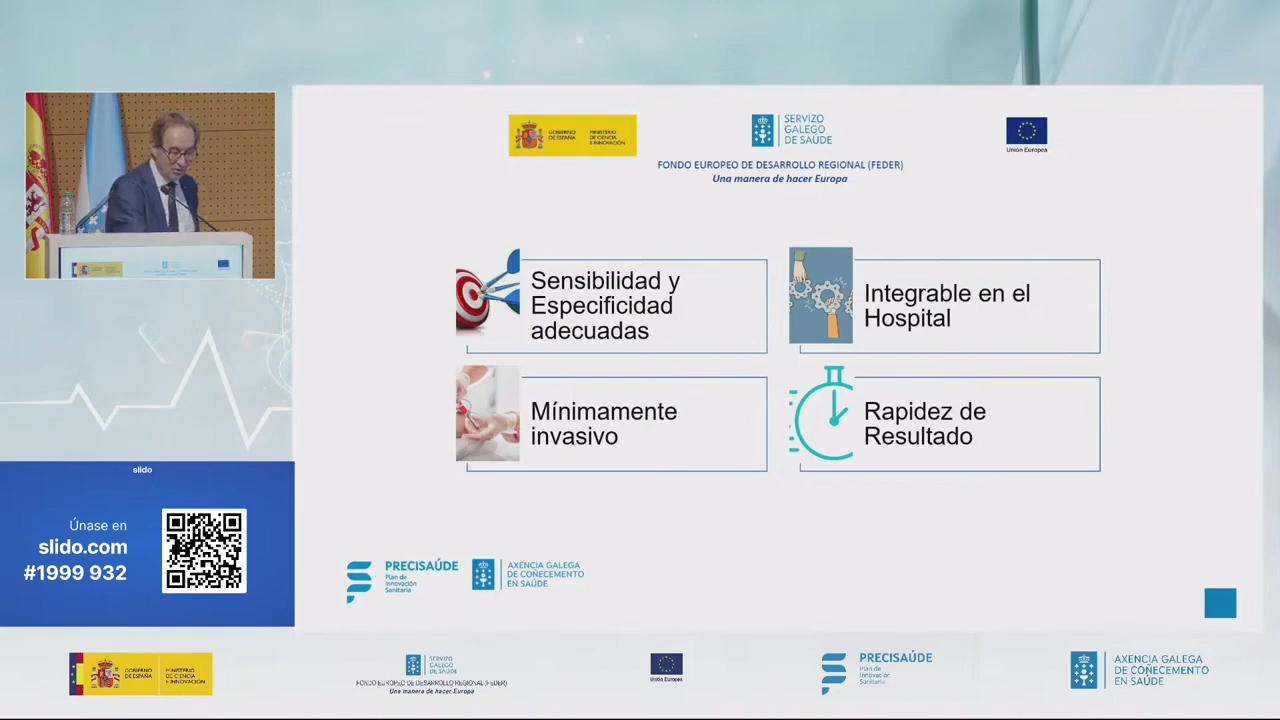 GOBIERNO
DE ESPAÑA
MINISTERIO
DE CIENCIA
E INNOVACIÓN
SERVIZO
GALEGO
DE SAÚDE
Unión Europea
FONDO EUROPEO DE DESARROLLO REGIONAL (FEDER)
Una manera de hacer Europa
Sensibilidad y
Especificidad
adecuadas
Integrable en el
Hospital
Mínimamente
invasivo
Rapidez de
Resultado
slido
Únase en
slido.com
#1999 932
PRECISAÚDE
Plan de
Innovación
Sanitaria
AXENCIA GALEGA
DE COÑECEMENTO
EN SAÚDE
GOBIERNO
DE ESPAÑA
MINISTERIO
DE CIENCIA
E INNOVACIÓN
SERVIZO
GALEGO
DE SAÚDE
FONDO EUROPEO DE DESARROLLO REGIONAL (FEDER)
Una manera de hacer Europa
Unión Europea
PRECISAÚDE
Plan de
Innovación
Sanitaria
AXENCIA GALEGA
DE COÑECEMENTO
EN SAÚDE